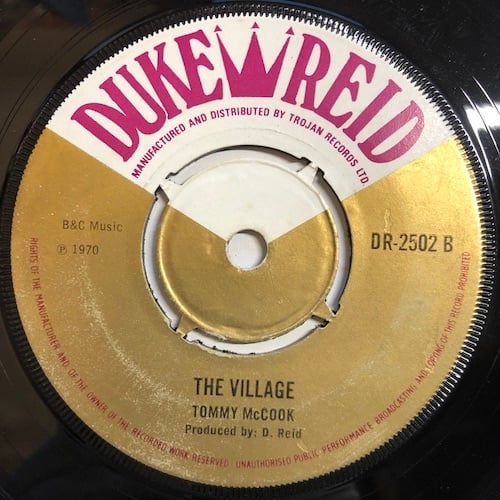 DUKE REID
MANUFACTURED AND DISTRIBUTED BY TROJAN RECORDS LTD
B&C Music
℗ 1970
DR-2502 B
THE VILLAGE
TOMMY McCOOK
Produced by: D. Reid
RIGHTS OF THE MANUFACTURER AND OF THE OWNER OF THE RECORDED WORK RESERVED UNAUTHORISED PUBLIC PERFORMANCE BROADCASTING AND COPYING OF THIS RECORD PROHIBITED